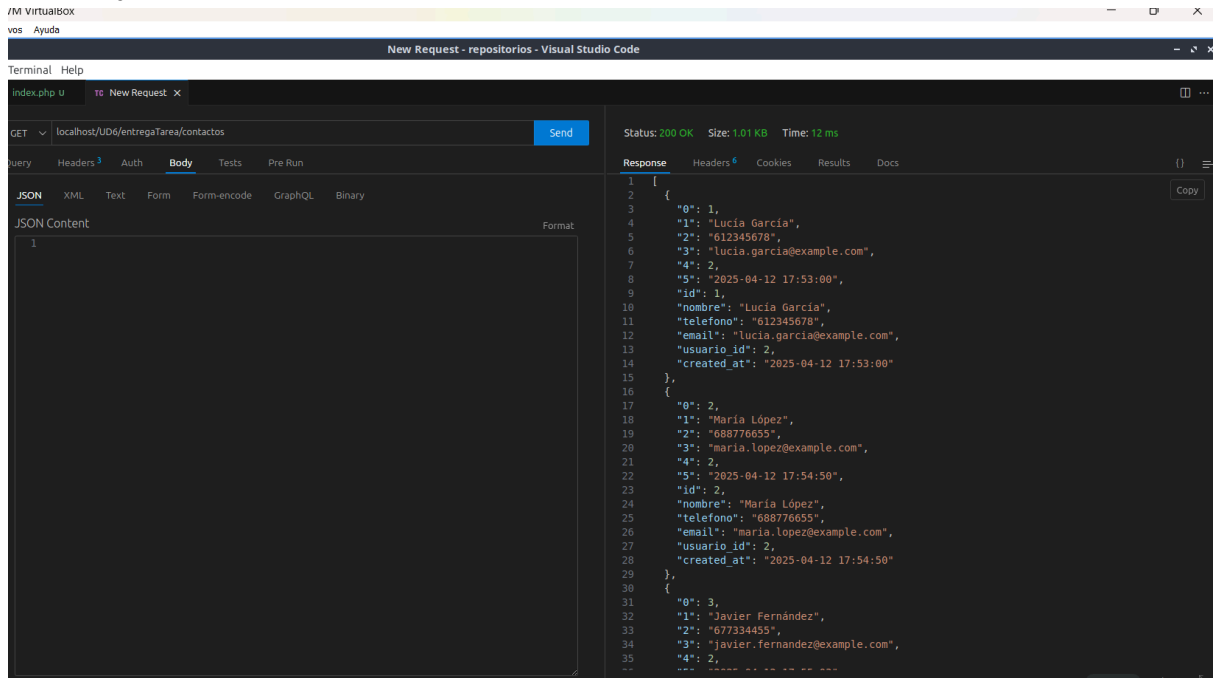 /M VirtualBox
vos Ayuda
New Request - repositorios - Visual Studio Code
Terminal Help
index.php U TC New Request
GET localhost/UD6/entregaTarea/contactos Send
Query Headers 3 Auth Body Tests Pre Run
JSON XML Text Form Form-encode GraphQL Binary
JSON Content Format
1
Status: 200 OK Size: 1.01 KB Time: 12 ms
Response Headers 6 Cookies Results Docs {}
Copy
1 [
2 {
3 "0": 1,
4 "1": "Lucía García",
5 "2": "612345678",
6 "3": "lucia.garcia@example.com",
7 "4": 2,
8 "5": "2025-04-12 17:53:00",
9 "id": 1,
10 "nombre": "Lucía García",
11 "telefono": "612345678",
12 "email": "lucia.garcia@example.com",
13 "usuario_id": 2,
14 "created_at": "2025-04-12 17:53:00"
15 },
16 {
17 "0": 2,
18 "1": "María López",
19 "2": "688776655",
20 "3": "maria.lopez@example.com",
21 "4": 2,
22 "5": "2025-04-12 17:54:50",
23 "id": 2,
24 "nombre": "María López",
25 "telefono": "688776655",
26 "email": "maria.lopez@example.com",
27 "usuario_id": 2,
28 "created_at": "2025-04-12 17:54:50"
29 },
30 {
31 "0": 3,
32 "1": "Javier Fernández",
33 "2": "677334455",
34 "3": "javier.fernandez@example.com",
35 "4": 2,